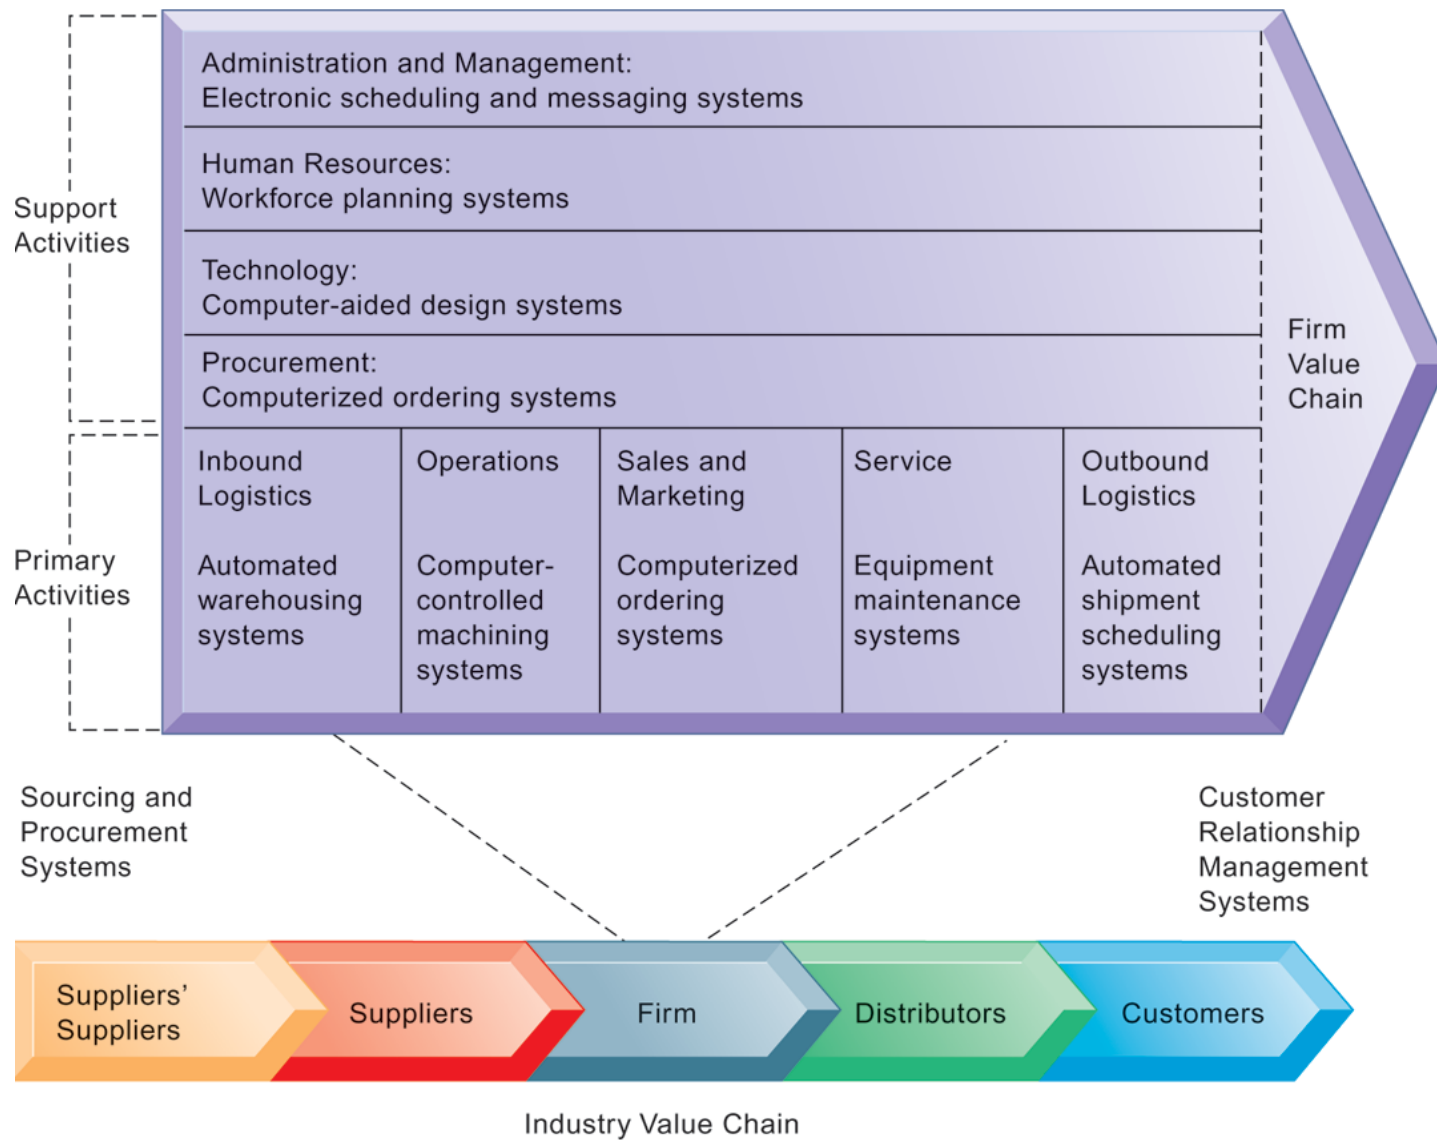 Administration and Management:
Electronic scheduling and messaging systems
Human Resources:
Workforce planning systems
Support
Activities
Technology:
Computer-aided design systems
Firm
Value
Chain
Procurement:
Computerized ordering systems
Primary
Activities
Inbound
Logistics
Automated
warehousing
systems
Operations
Computer-
controlled
machining
systems
Sales and
Marketing
Computerized
ordering
systems
Service
Equipment
maintenance
systems
Outbound
Logistics
Automated
shipment
scheduling
systems
Sourcing and
Procurement
Systems
Customer
Relationship
Management
Systems
Suppliers’
Suppliers
Suppliers
Firm
Distributors
Customers
Industry Value Chain